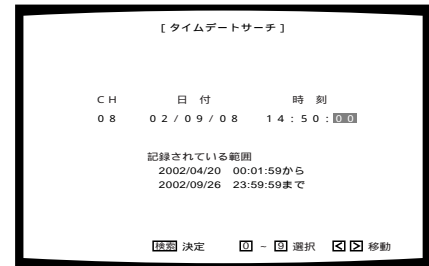 [タイムデートサーチ]
CH 日付 時刻
08 02/09/08 14:50:00
記録されている範囲
2002/04/20 00:01:59から
2002/09/26 23:59:59まで
検索 決定 0 ~ 9 選択 < > 移動